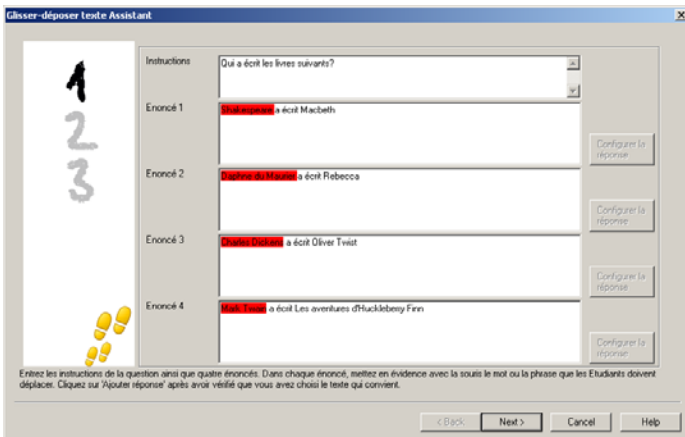 Glisser-déposer texte Assistant
1
2
3
Instructions
Qui a écrit les livres suivants?
Enoncé 1
Shakespeare a écrit Macbeth
Configurer la
réponse
Enoncé 2
Daphne du Maurier a écrit Rebecca
Configurer la
réponse
Enoncé 3
Charles Dickens a écrit Oliver Twist
Configurer la
réponse
Enoncé 4
Mark Twain a écrit Les aventures d'Huckleberry Finn
Configurer la
réponse
Entrez les instructions de la question ainsi que quatre énoncés. Dans chaque énoncé, mettez en évidence avec la souris le mot ou la phrase que les Etudiants doivent
déplacer. Cliquez sur 'Ajouter réponse' après avoir vérifié que vous avez choisi le texte qui convient.
< Back
Next >
Cancel
Help